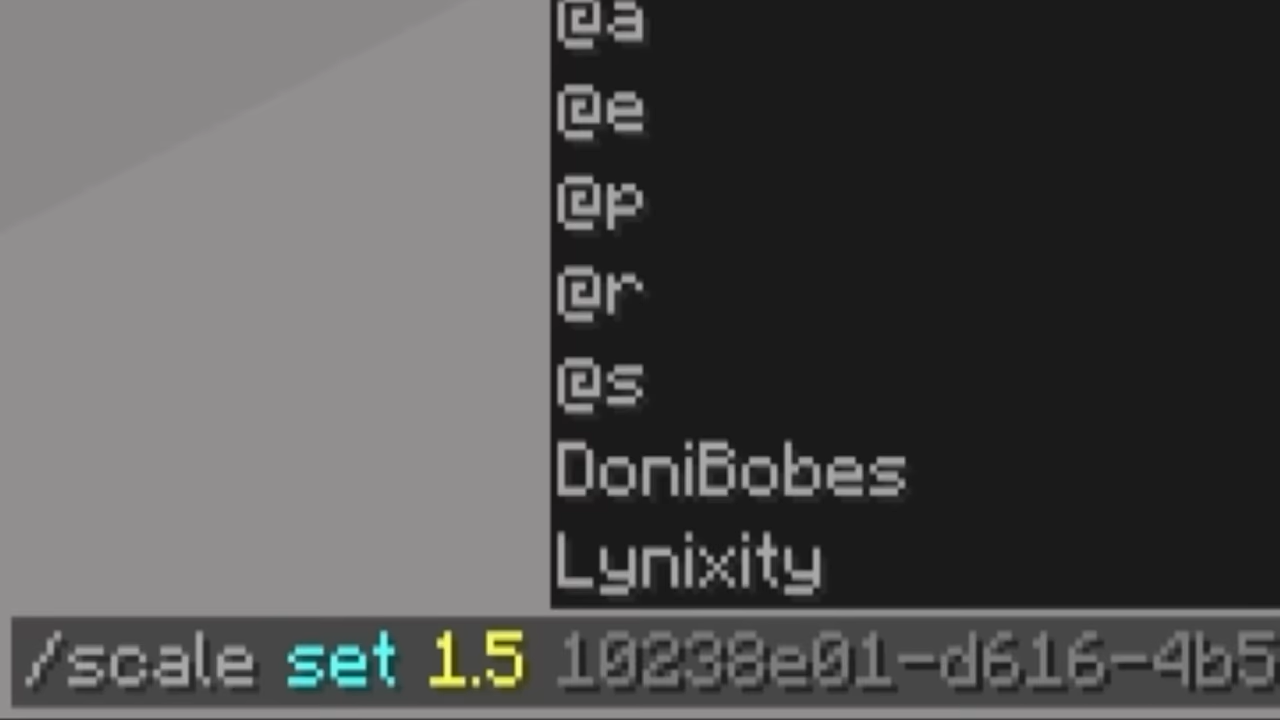 @a
@e
@p
@r
@s
DoniBobes
Lynixity
/scale set 1.5 10238e01-d616-4b5